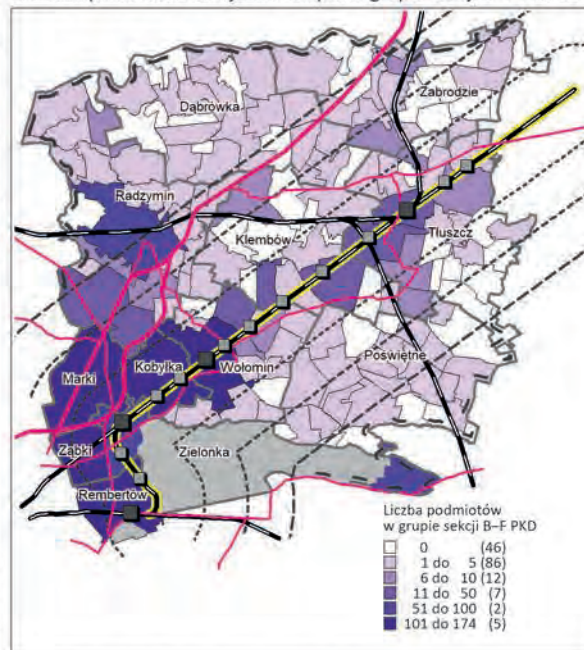 Dąbrówka
Zabrodzie
Radzymin
Klembów
Tłuszcz
Kobyłka
Wołomin
Poświętne
Marki
Ząbki
Zielonka
Rembertów
Liczba podmiotów
w grupie sekcji B–F PKD
0 (46)
1 do 5 (86)
6 do 10 (12)
11 do 50 (7)
51 do 100 (2)
101 do 174 (5)